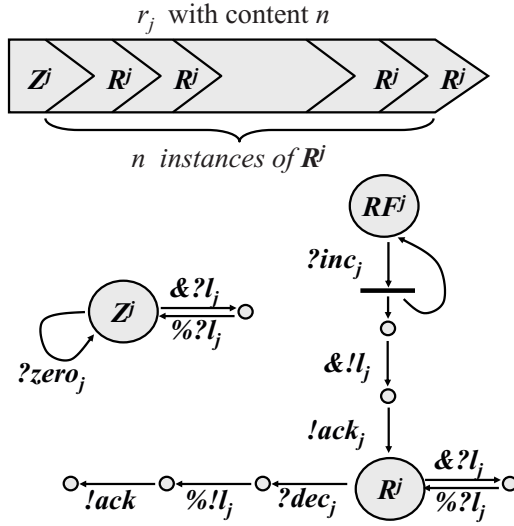 r_j with content n
Z^j R^j R^j R^j R^j
n instances of R^j
RF^j
?inc_j
&?l_j
Z^j
%?l_j
?zero_j
&!l_j
!ack_j
&?l_j
R^j
%?l_j
!ack %!l_j ?dec_j